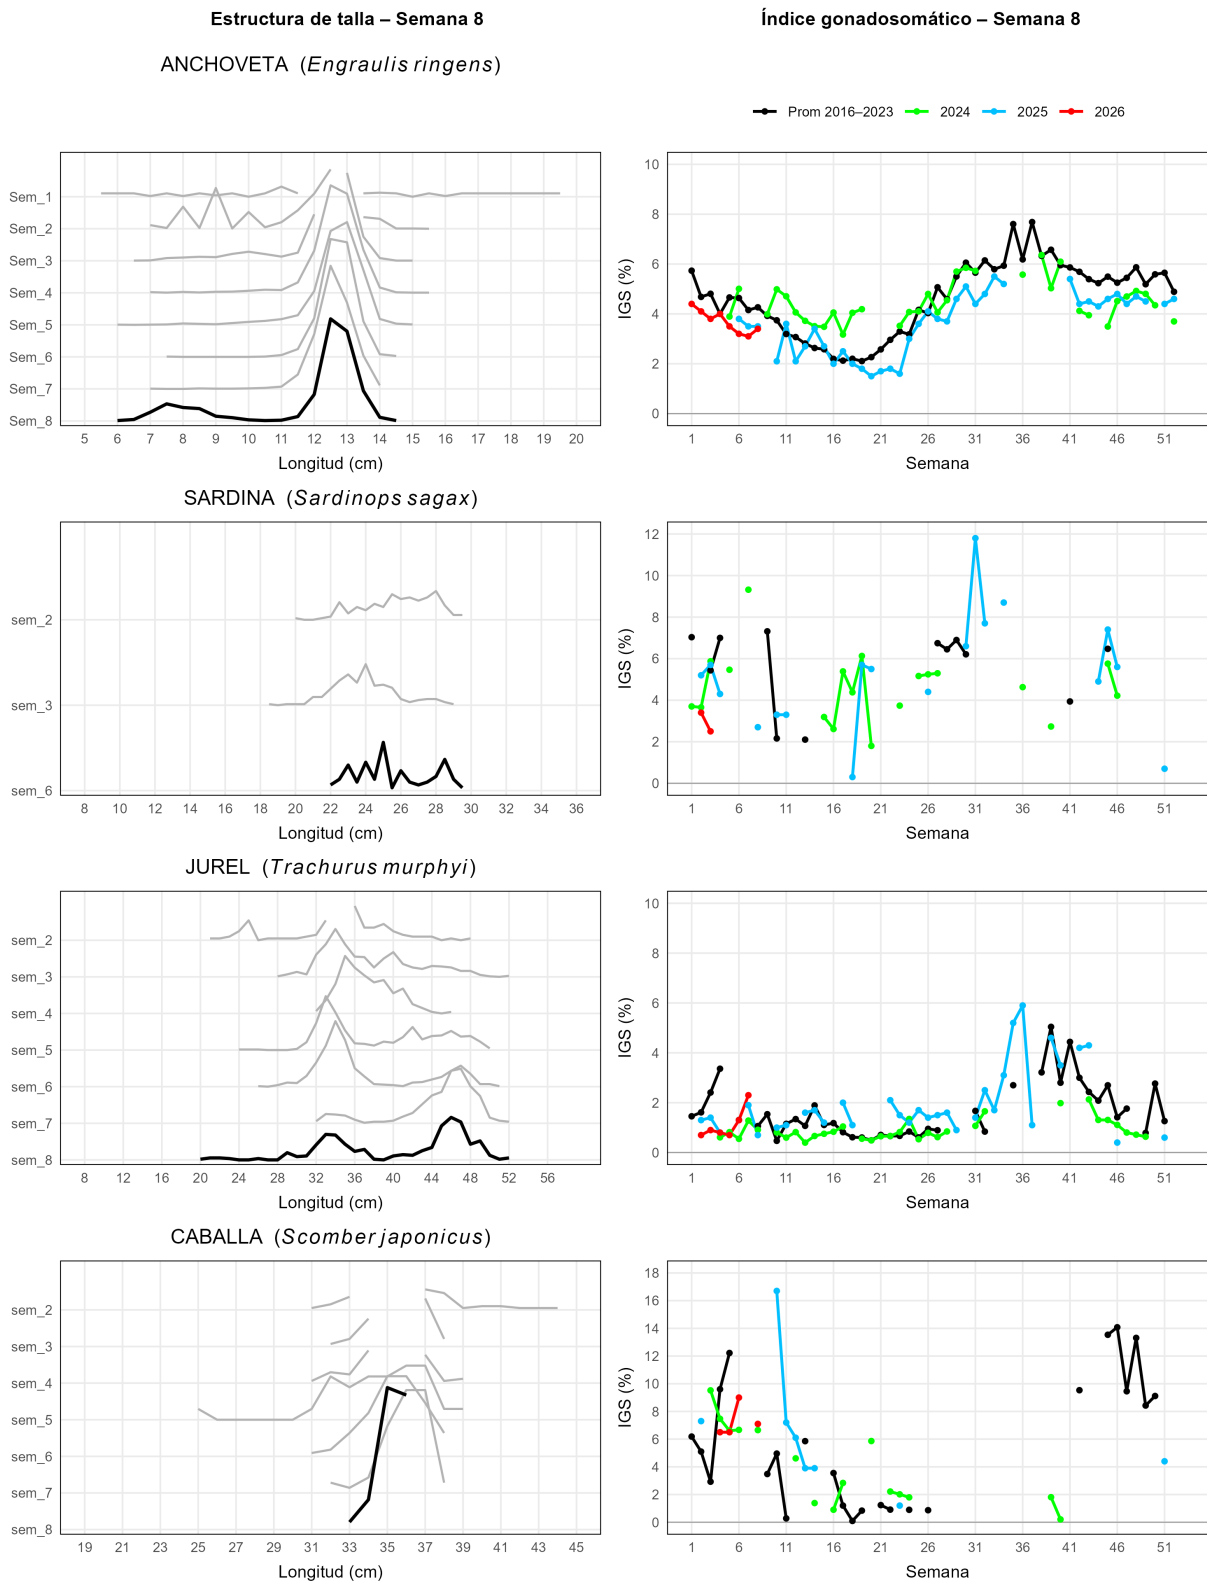 Estructura de talla – Semana 8
Índice gonadosomático – Semana 8
ANCHOVETA (Engraulis ringens)
Prom 2016–2023 2024 2025 2026
Sem_1
Sem_2
Sem_3
Sem_4
Sem_5
Sem_6
Sem_7
Sem_8
5 6 7 8 9 10 11 12 13 14 15 16 17 18 19 20
Longitud (cm)
10
8
6
4
2
0
IGS (%)
1 6 11 16 21 26 31 36 41 46 51
Semana
SARDINA (Sardinops sagax)
sem_2
sem_3
sem_6
8 10 12 14 16 18 20 22 24 26 28 30 32 34 36
Longitud (cm)
12
10
8
6
4
2
0
IGS (%)
1 6 11 16 21 26 31 36 41 46 51
Semana
JUREL (Trachurus murphyi)
sem_2
sem_3
sem_4
sem_5
sem_6
sem_7
sem_8
8 12 16 20 24 28 32 36 40 44 48 52 56
Longitud (cm)
10
8
6
4
2
0
IGS (%)
1 6 11 16 21 26 31 36 41 46 51
Semana
CABALLA (Scomber japonicus)
sem_2
sem_3
sem_4
sem_5
sem_6
sem_7
sem_8
19 21 23 25 27 29 31 33 35 37 39 41 43 45
Longitud (cm)
18
16
14
12
10
8
6
4
2
0
IGS (%)
1 6 11 16 21 26 31 36 41 46 51
Semana